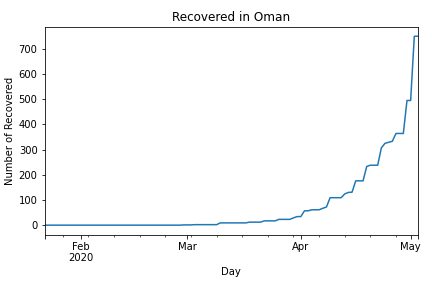 Recovered in Oman
Number of Recovered
700
600
500
400
300
200
100
0
Feb
2020
Mar
Apr
May
Day